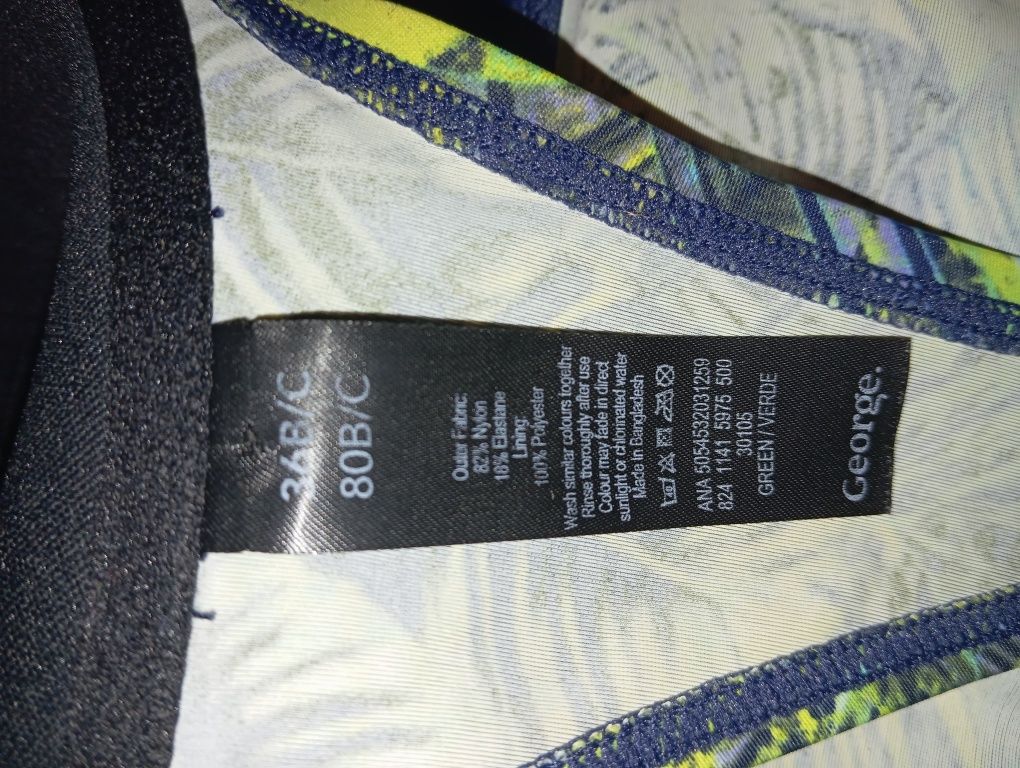 36B/C
80B/C
Outer Fabric:
82% Nylon
18% Elastane
Lining:
100% Polyester
Wash similar colours together
Rinse thoroughly after use
Colour may fade in direct
sunlight or chlorinated water
Made in Bangladesh
ANA 5054532031259
824 1141 5975 500
30105
GREEN / VERDE
George.